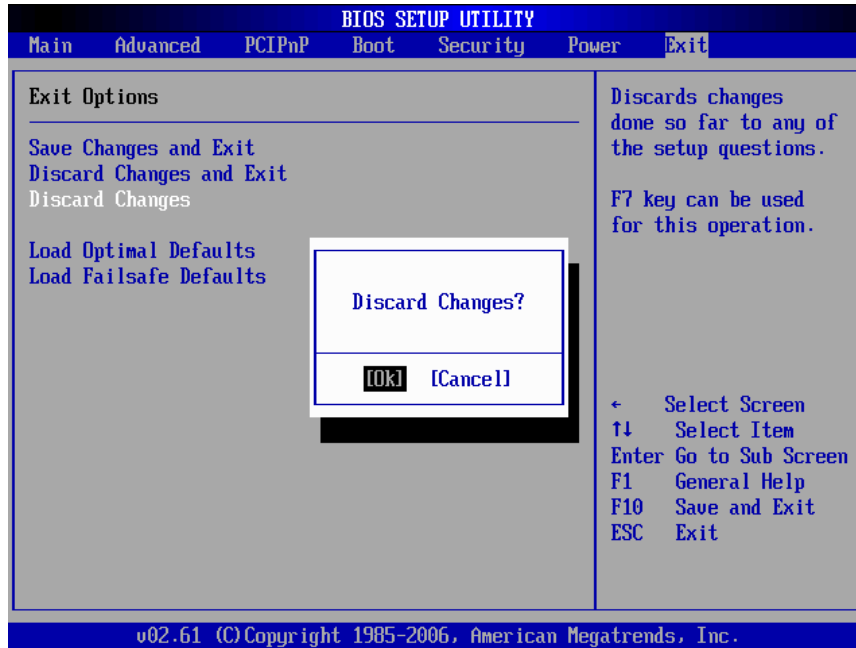 BIOS SETUP UTILITY
Main Advanced PCIPnP Boot Security Power Exit
Exit Options
Save Changes and Exit
Discard Changes and Exit
Discard Changes
Load Optimal Defaults
Load Failsafe Defaults
Discard Changes?
[Ok] [Cancel]
Discards changes
done so far to any of
the setup questions.
F7 key can be used
for this operation.
← Select Screen
↑↓ Select Item
Enter Go to Sub Screen
F1 General Help
F10 Save and Exit
ESC Exit
v02.61 (C)Copyright 1985-2006, American Megatrends, Inc.